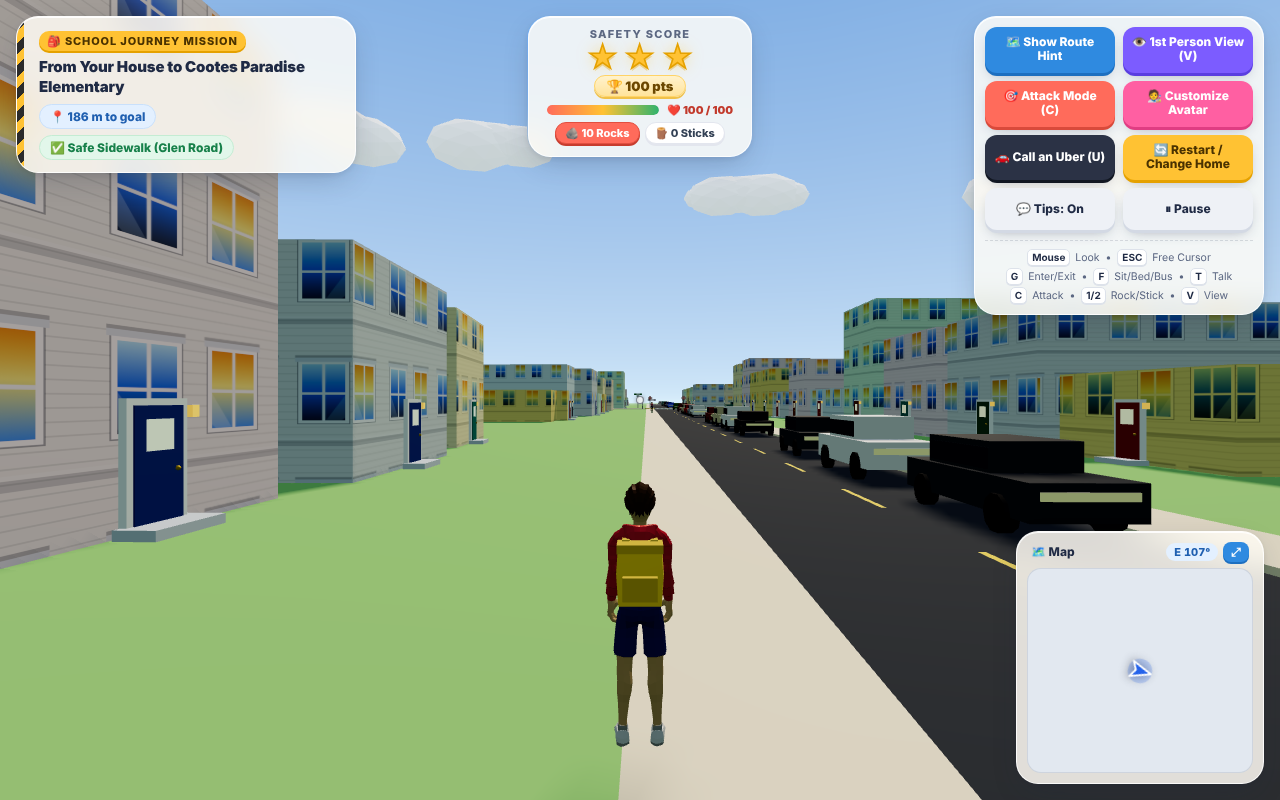 🎒 SCHOOL JOURNEY MISSION
From Your House to Cootes Paradise
Elementary
📍 186 m to goal
✅ Safe Sidewalk (Glen Road)
SAFETY SCORE
🏆 100 pts
❤️ 100 / 100
🪨 10 Rocks
🪵 0 Sticks
🗺️ Show Route
Hint
👁️ 1st Person View
(V)
🎯 Attack Mode
(C)
🧑‍🎨 Customize
Avatar
🚗 Call an Uber (U)
🔄 Restart /
Change Home
💬 Tips: On
⏸ Pause
Mouse Look • ESC Free Cursor
G Enter/Exit • F Sit/Bed/Bus • T Talk
C Attack • 1/2 Rock/Stick • V View
🗺️ Map
E 107°